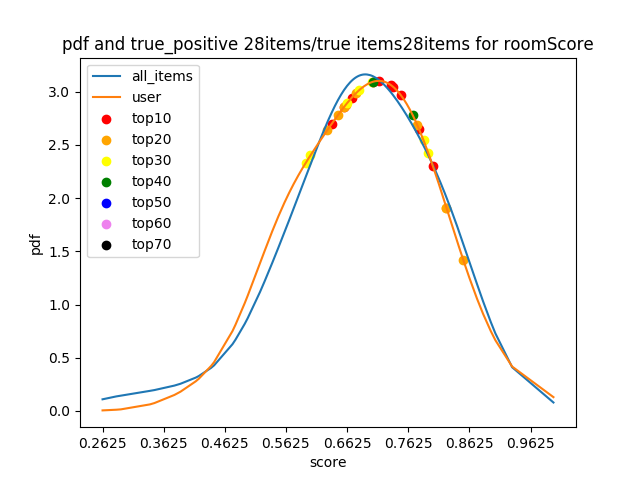 pdf and true_positive 28items/true items28items for roomScore
all_items
user
top10
top20
top30
top40
top50
top60
top70
pdf
3.0
2.5
2.0
1.5
1.0
0.5
0.0
0.2625 0.3625 0.4625 0.5625 0.6625 0.7625 0.8625 0.9625
score